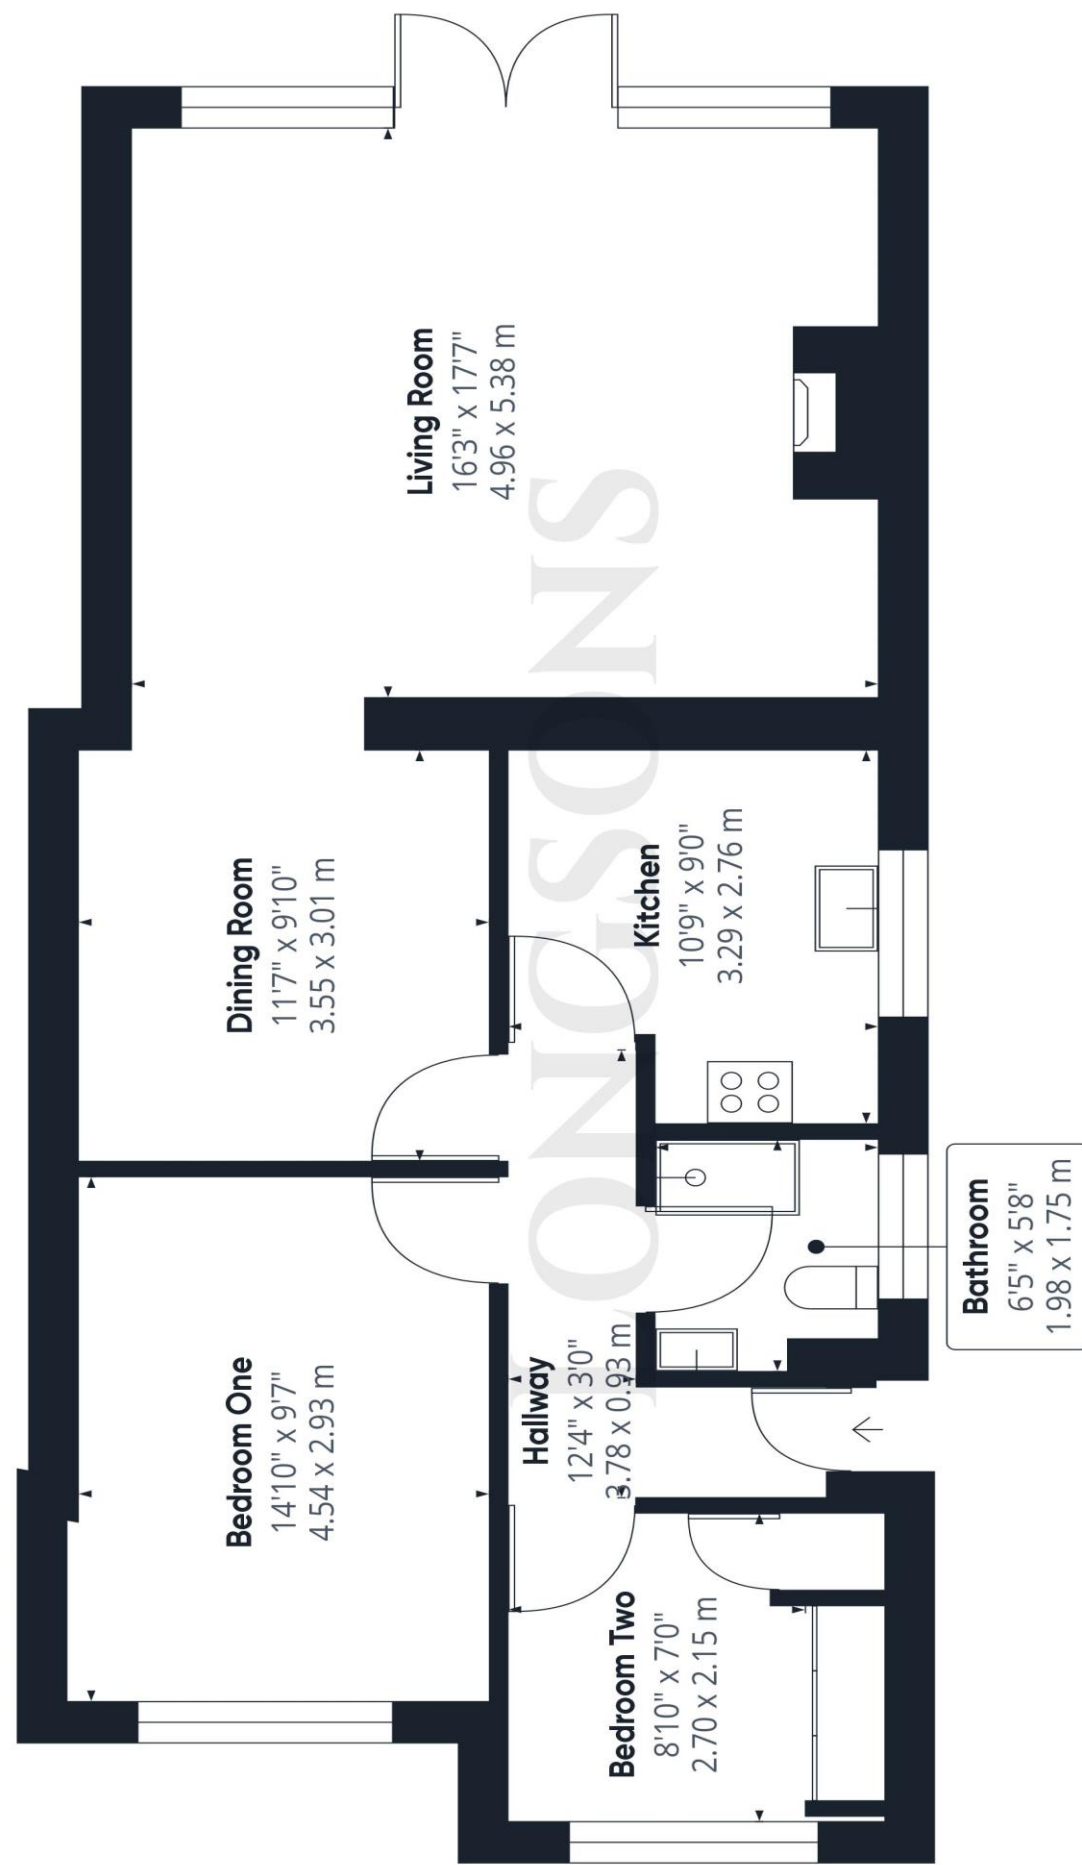 Living Room
16'3" x 17'7"
4.96 x 5.38 m
Dining Room
11'7" x 9'10"
3.55 x 3.01 m
Kitchen
10'9" x 9'0"
3.29 x 2.76 m
Bedroom One
14'10" x 9'7"
4.54 x 2.93 m
Hallway
12'4" x 3'0"
3.78 x 0.93 m
Bathroom
6'5" x 5'8"
1.98 x 1.75 m
Bedroom Two
8'10" x 7'0"
2.70 x 2.15 m
LONGSONS